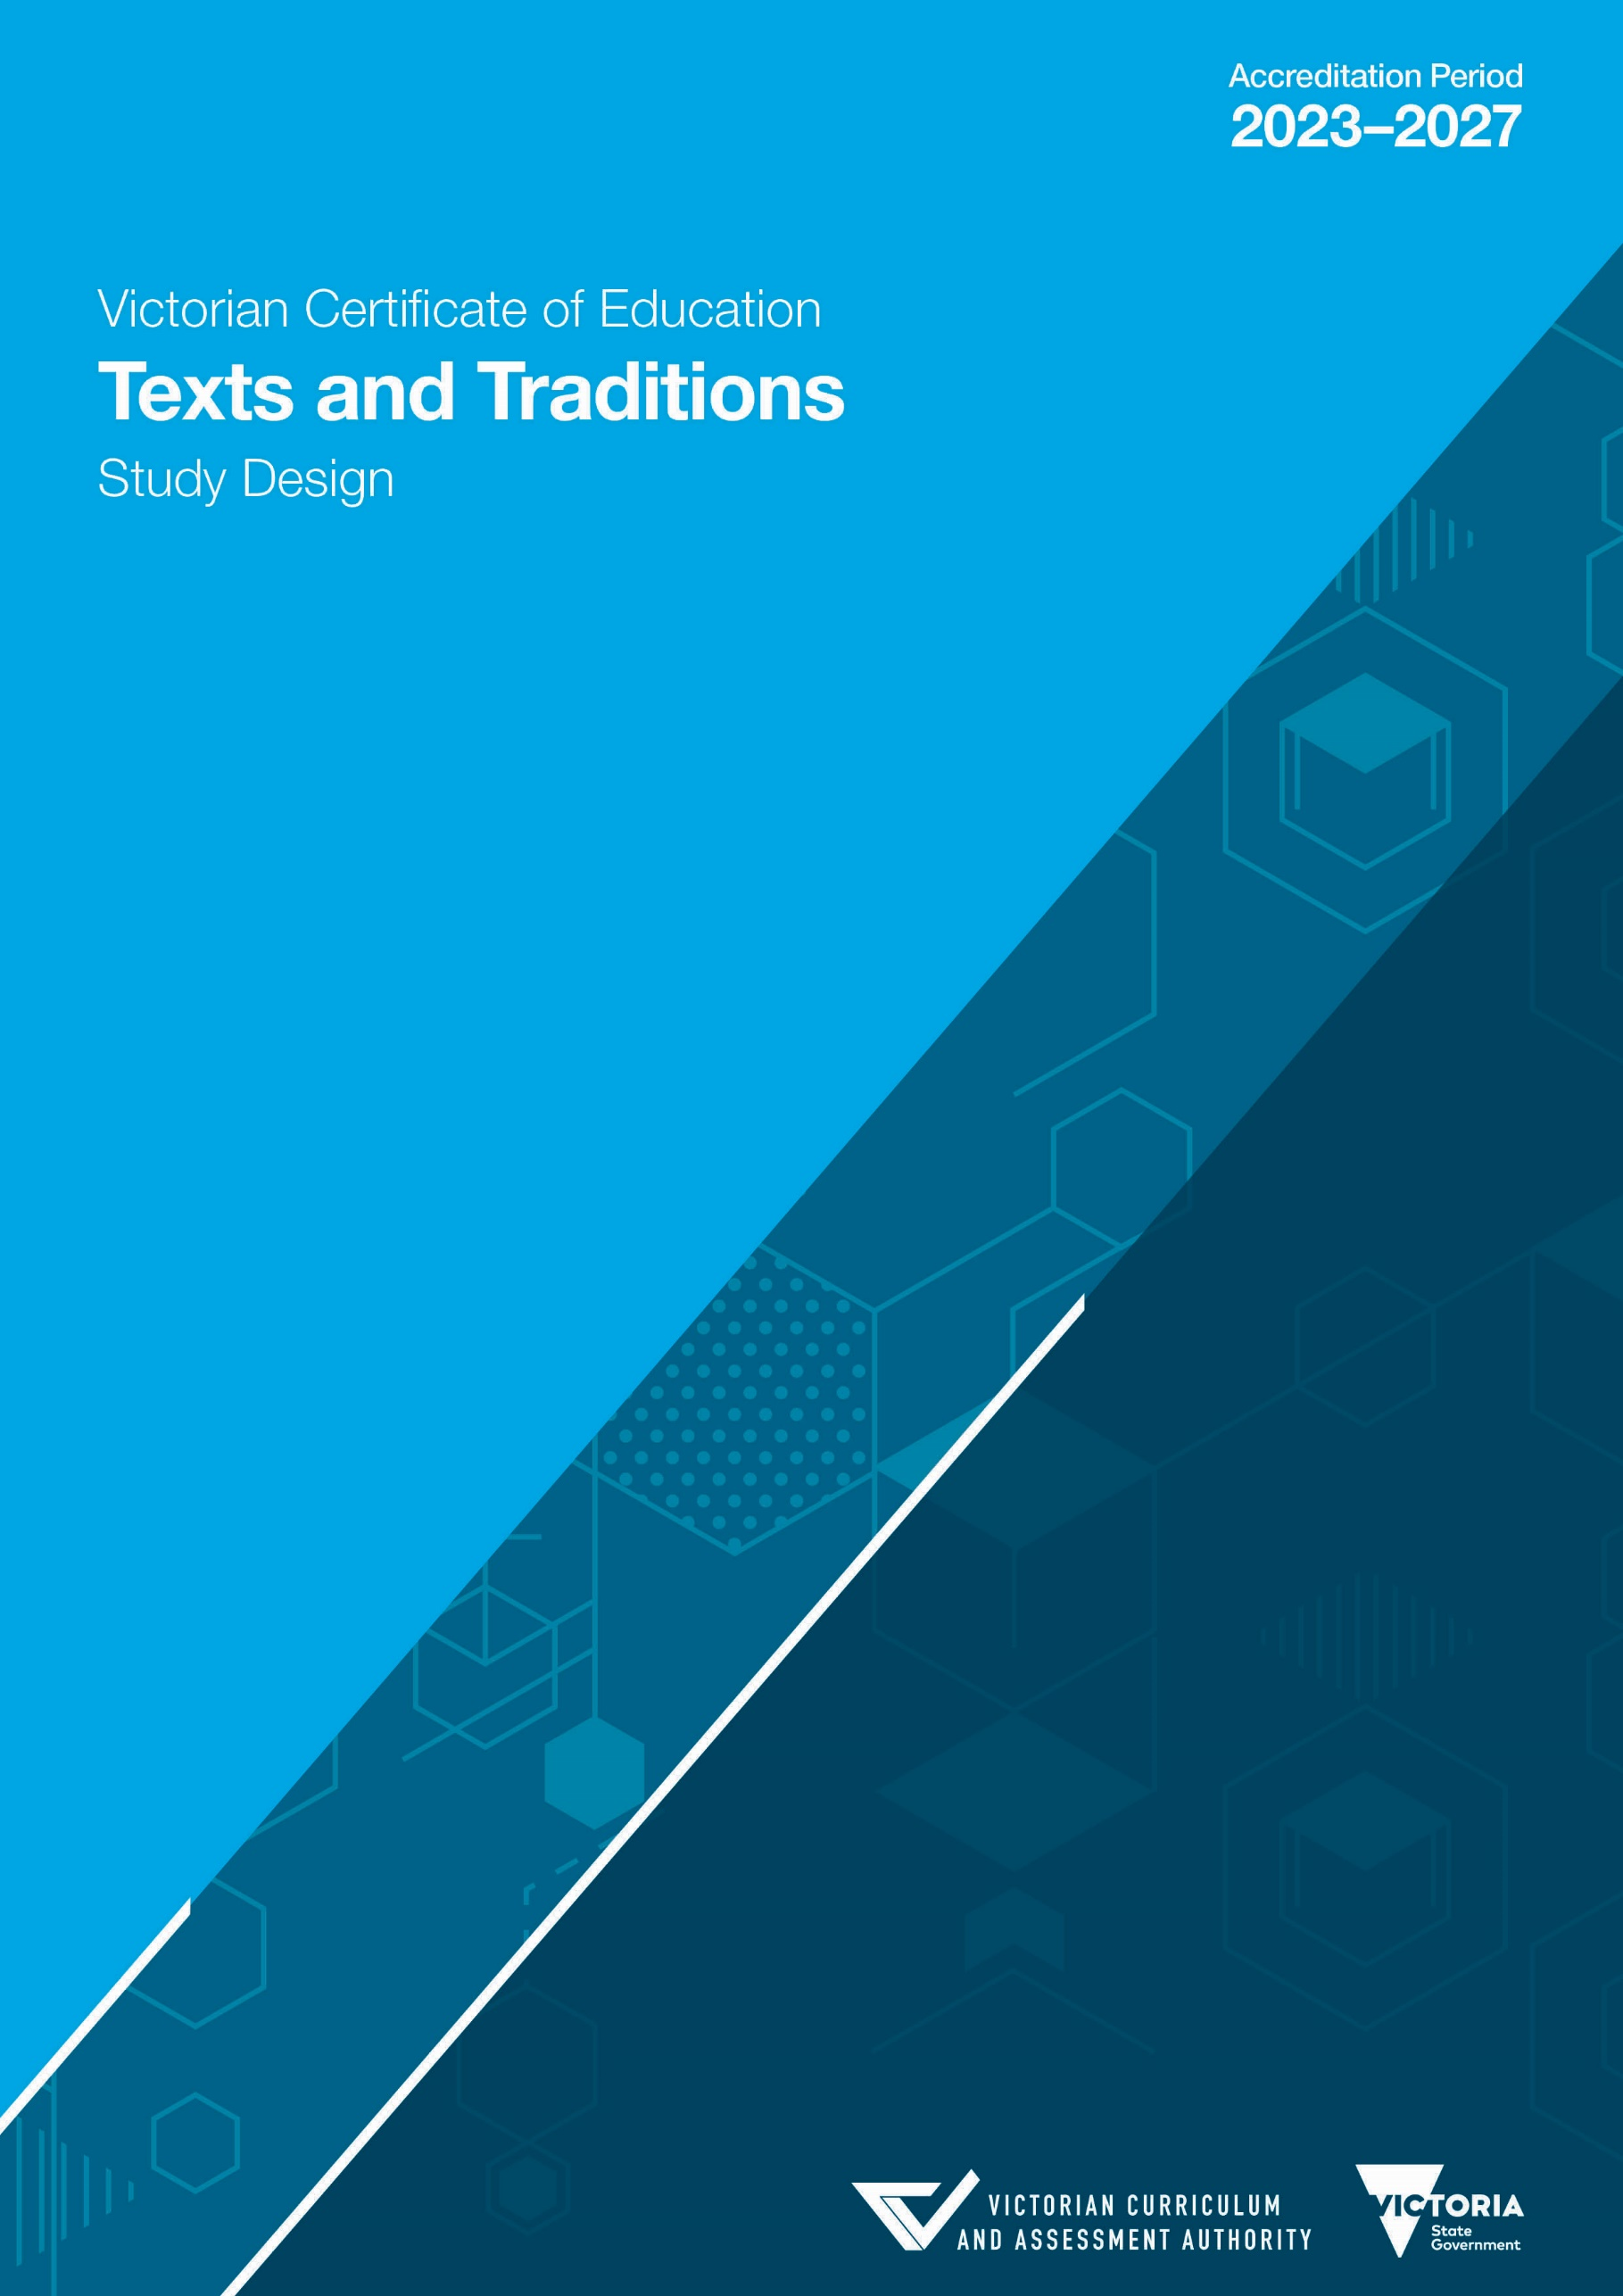 Accreditation Period
2023–2027
Victorian Certificate of Education
Texts and Traditions
Study Design
VICTORIAN CURRICULUM
AND ASSESSMENT AUTHORITY
VICTORIA
State
Government